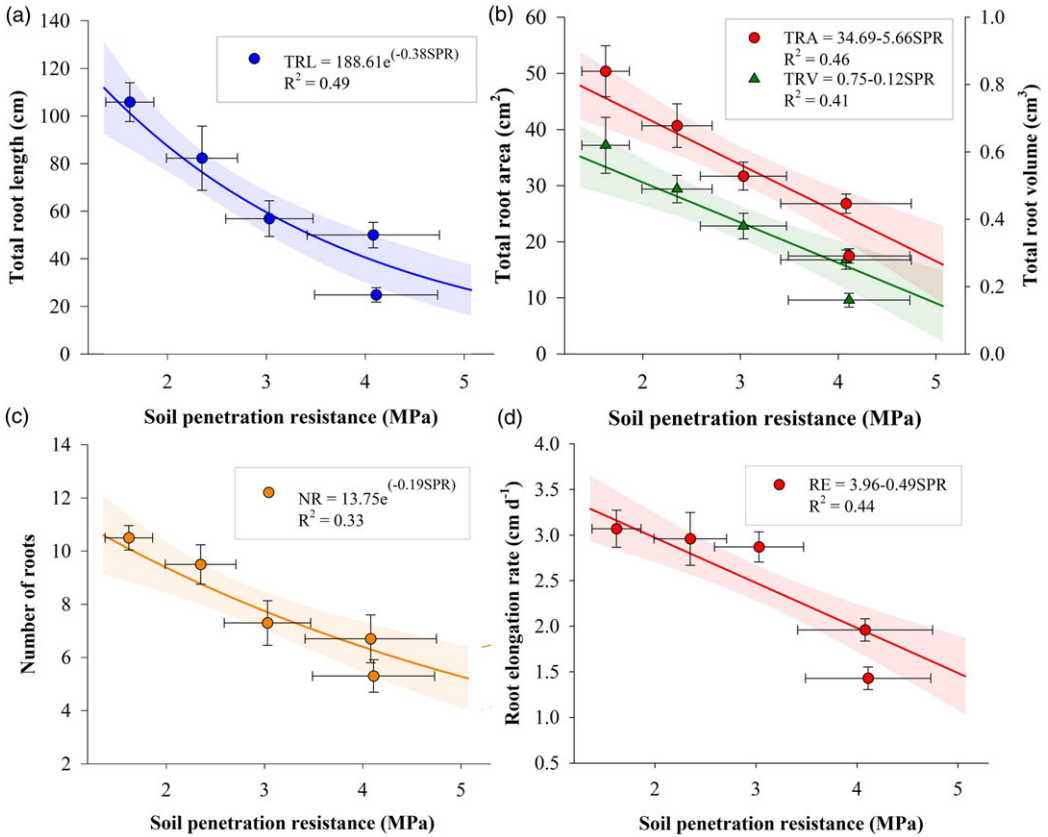 (a)
140
120
100
80
60
40
20
0
Total root length (cm)
TRL = 188.61e(-0.38SPR)
R2 = 0.49
2 3 4 5
Soil penetration resistance (MPa)
(b)
60
50
40
30
20
10
0
Total root area (cm2)
TRA = 34.69-5.66SPR
R2 = 0.46
TRV = 0.75-0.12SPR
R2 = 0.41
1.0
0.8
0.6
0.4
0.2
0.0
Total root volume (cm3)
2 3 4 5
Soil penetration resistance (MPa)
(c)
14
12
10
8
6
4
2
Number of roots
NR = 13.75e(-0.19SPR)
R2 = 0.33
2 3 4 5
Soil penetration resistance (MPa)
(d)
4.0
3.5
3.0
2.5
2.0
1.5
1.0
0.5
Root elongation rate (cm d-1)
RE = 3.96-0.49SPR
R2 = 0.44
2 3 4 5
Soil penetration resistance (MPa)